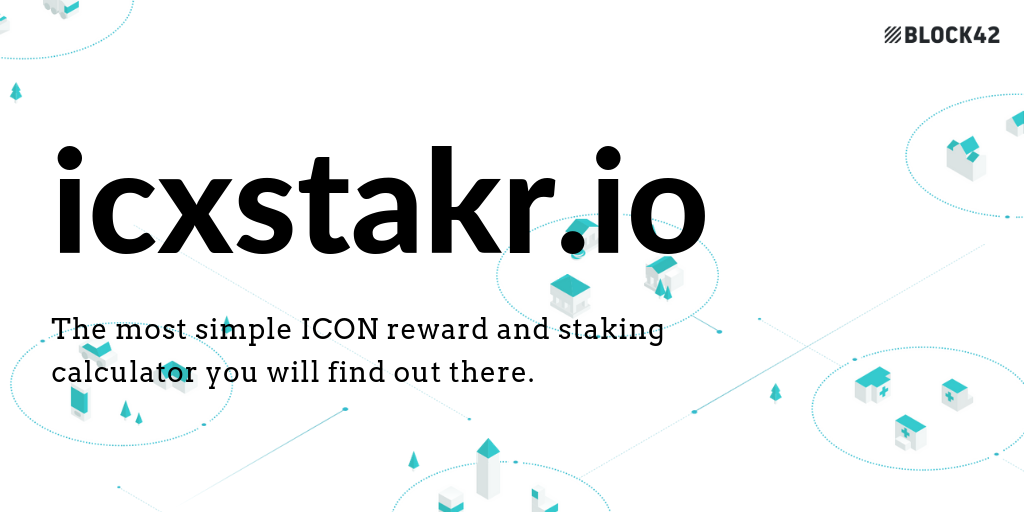 BLOCK42
icxstakr.io
The most simple ICON reward and staking
calculator you will find out there.